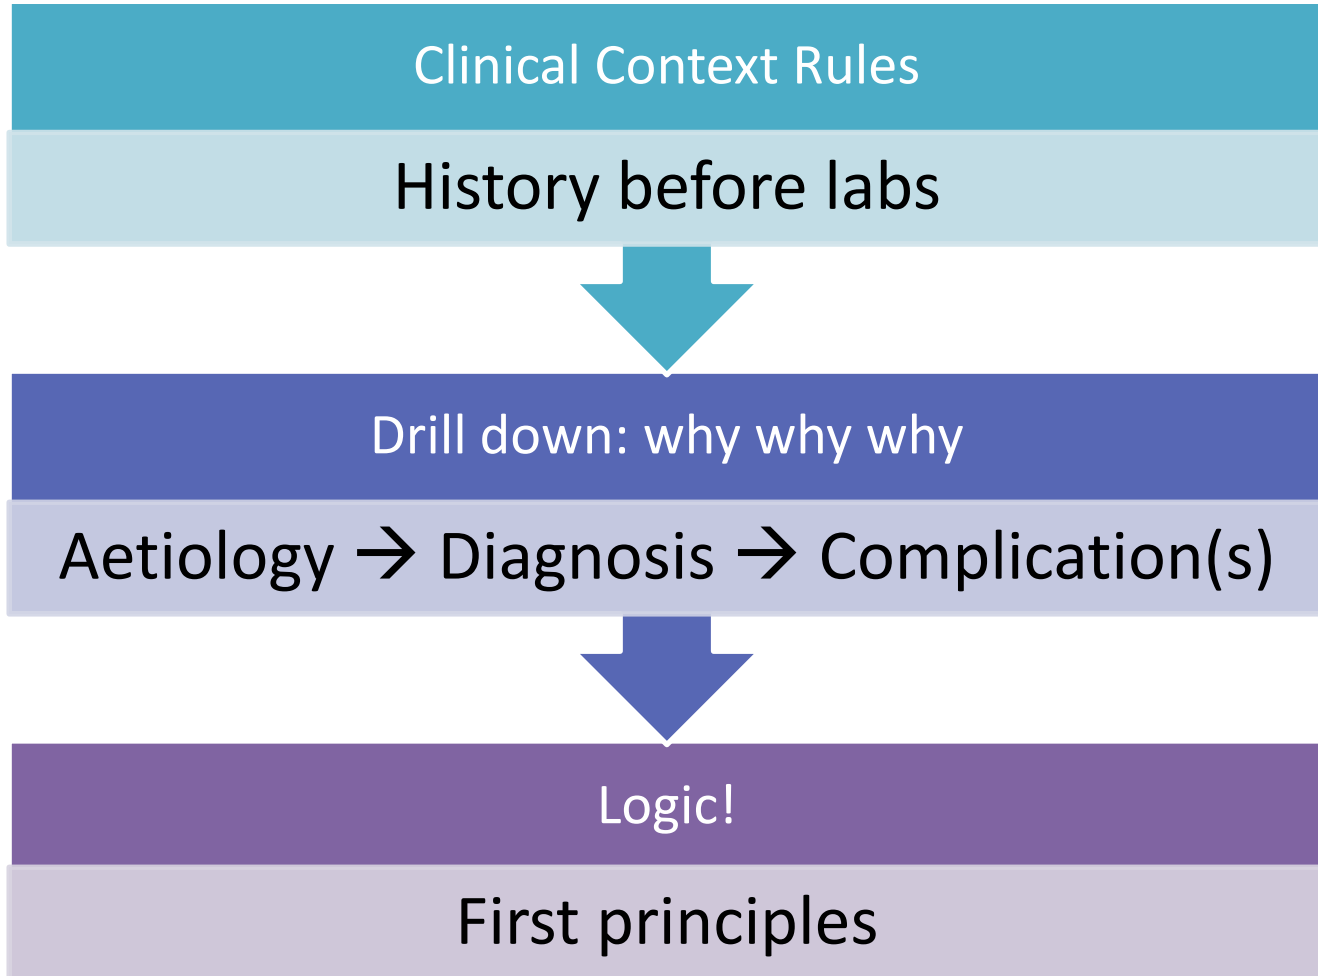 Clinical Context Rules
History before labs
Drill down: why why why
Aetiology → Diagnosis → Complication(s)
Logic!
First principles